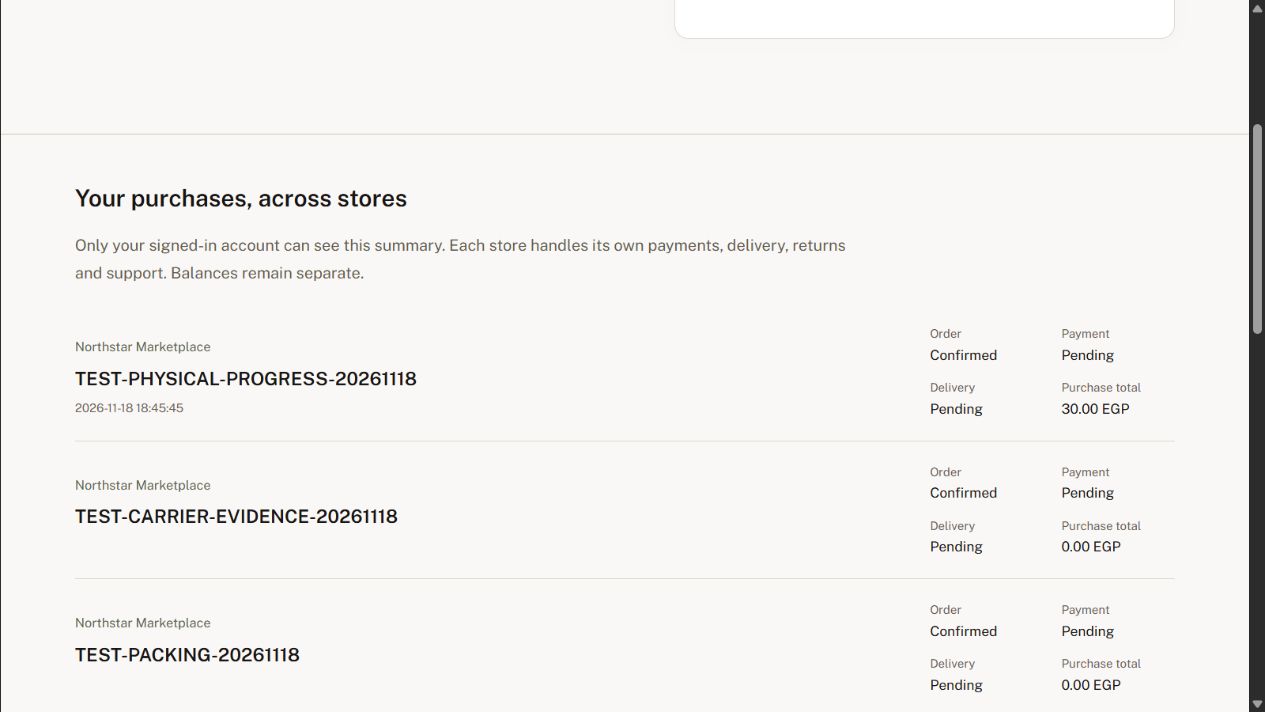 Your purchases, across stores
Only your signed-in account can see this summary. Each store handles its own payments, delivery, returns
and support. Balances remain separate.
Northstar Marketplace
TEST-PHYSICAL-PROGRESS-20261118
2026-11-18 18:45:45
Order
Confirmed
Payment
Pending
Delivery
Pending
Purchase total
30.00 EGP
Northstar Marketplace
TEST-CARRIER-EVIDENCE-20261118
Order
Confirmed
Payment
Pending
Delivery
Pending
Purchase total
0.00 EGP
Northstar Marketplace
TEST-PACKING-20261118
Order
Confirmed
Payment
Pending
Delivery
Pending
Purchase total
0.00 EGP